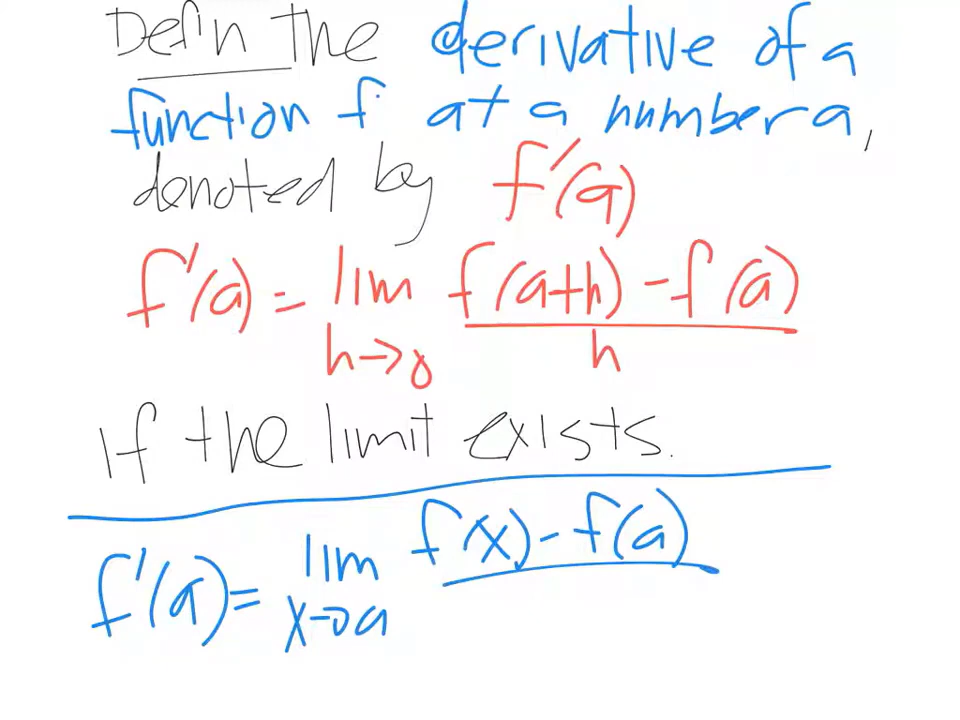 Defin the derivative of a
function f at a number a,
denoted by f'(a)
f'(a) = lim f(a+h) - f(a)
h→0 h
If the limit exists.
f'(a) = lim f(x) - f(a)
x→a